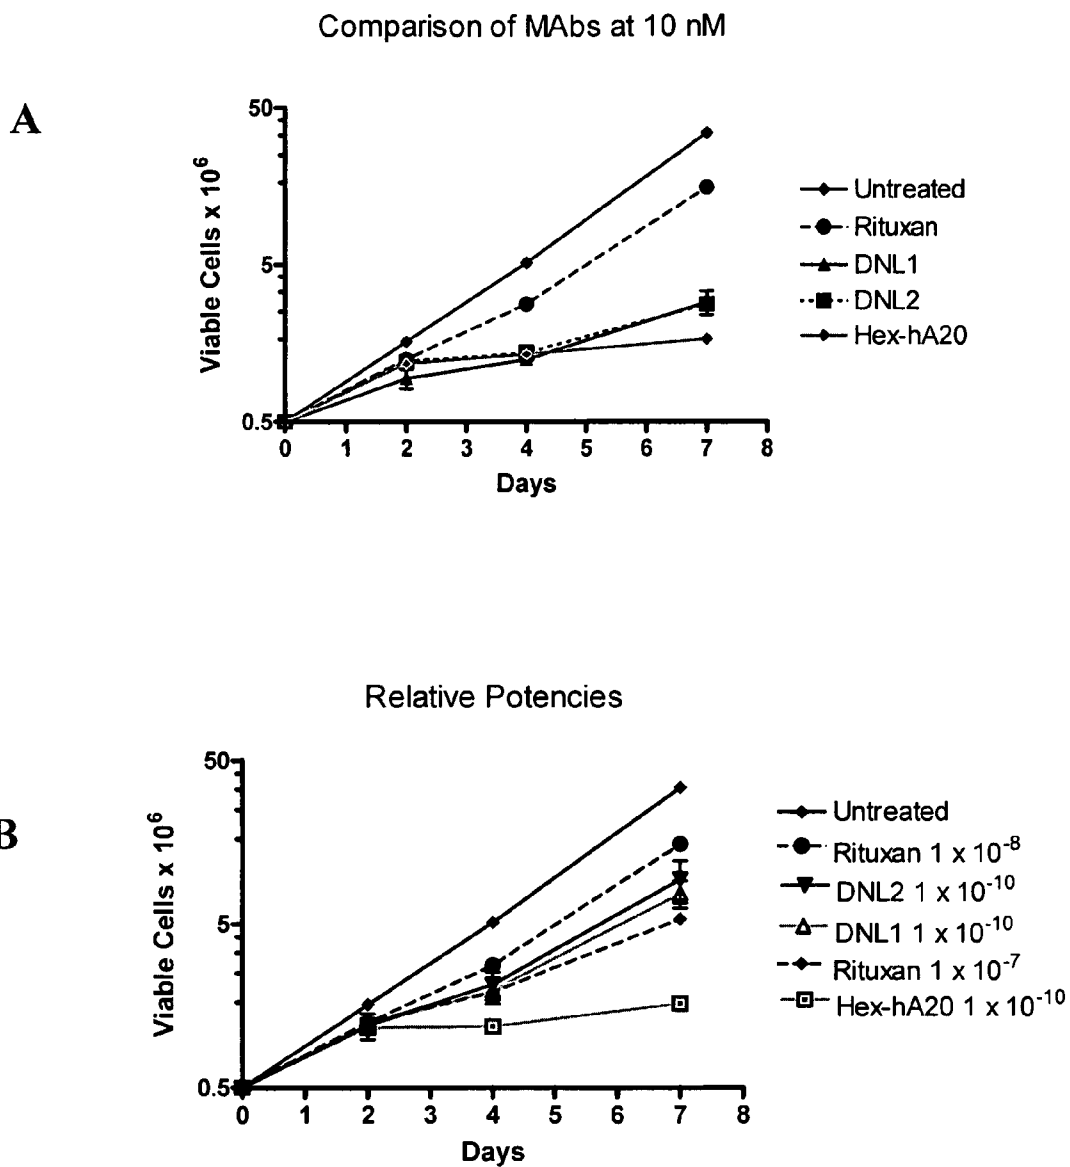 Comparison of MAbs at 10 nM
A
50
5
0.5
Viable Cells x 10⁶
0 1 2 3 4 5 6 7 8
Days
Untreated
Rituxan
DNL1
DNL2
Hex-hA20
Relative Potencies
B
50
5
0.5
Viable Cells x 10⁶
0 1 2 3 4 5 6 7 8
Days
Untreated
Rituxan 1 x 10⁻⁸
DNL2 1 x 10⁻¹⁰
DNL1 1 x 10⁻¹⁰
Rituxan 1 x 10⁻⁷
Hex-hA20 1 x 10⁻¹⁰